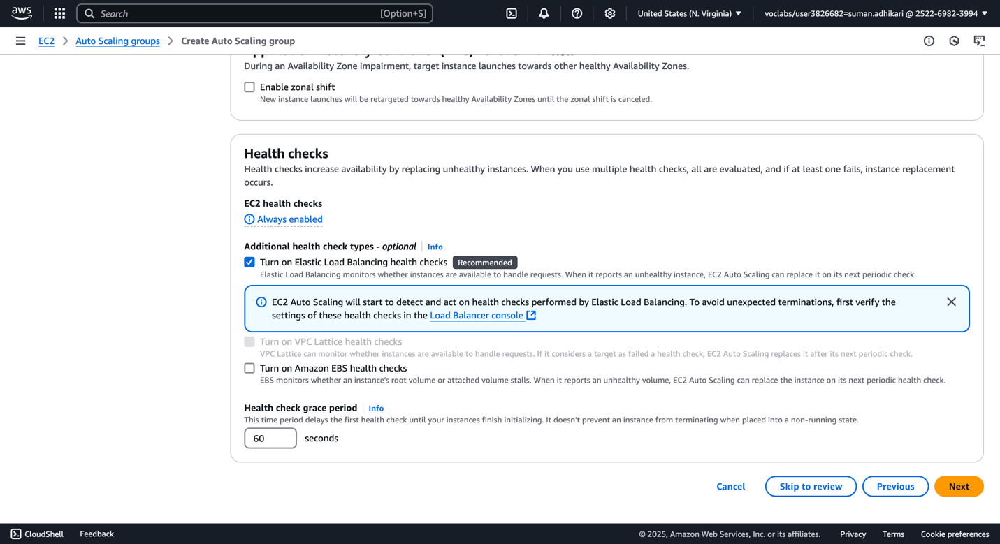 aws
Search
[Option+S]
United States (N. Virginia)
voclabs/user3826682=suman.adhikari @ 2522-6982-3994
EC2
Auto Scaling groups
Create Auto Scaling group
During an Availability Zone impairment, target instance launches towards other healthy Availability Zones.
Enable zonal shift
New instance launches will be retargeted towards healthy Availability Zones until the zonal shift is canceled.
Health checks
Health checks increase availability by replacing unhealthy instances. When you use multiple health checks, all are evaluated, and if at least one fails, instance replacement
occurs.
EC2 health checks
Always enabled
Additional health check types - optional
Info
Turn on Elastic Load Balancing health checks
Recommended
Elastic Load Balancing monitors whether instances are available to handle requests. When it reports an unhealthy instance, EC2 Auto Scaling can replace it on its next periodic check.
EC2 Auto Scaling will start to detect and act on health checks performed by Elastic Load Balancing. To avoid unexpected terminations, first verify the
settings of these health checks in the Load Balancer console
Turn on VPC Lattice health checks
VPC Lattice can monitor whether instances are available to handle requests. If it considers a target as failed a health check, EC2 Auto Scaling replaces it after its next periodic check.
Turn on Amazon EBS health checks
EBS monitors whether an instance's root volume or attached volume stalls. When it reports an unhealthy volume, EC2 Auto Scaling can replace the instance on its next periodic health check.
Health check grace period
Info
This time period delays the first health check until your instances finish initializing. It doesn't prevent an instance from terminating when placed into a non-running state.
60
seconds
Cancel
Skip to review
Previous
Next
CloudShell
Feedback
© 2025, Amazon Web Services, Inc. or its affiliates.
Privacy
Terms
Cookie preferences